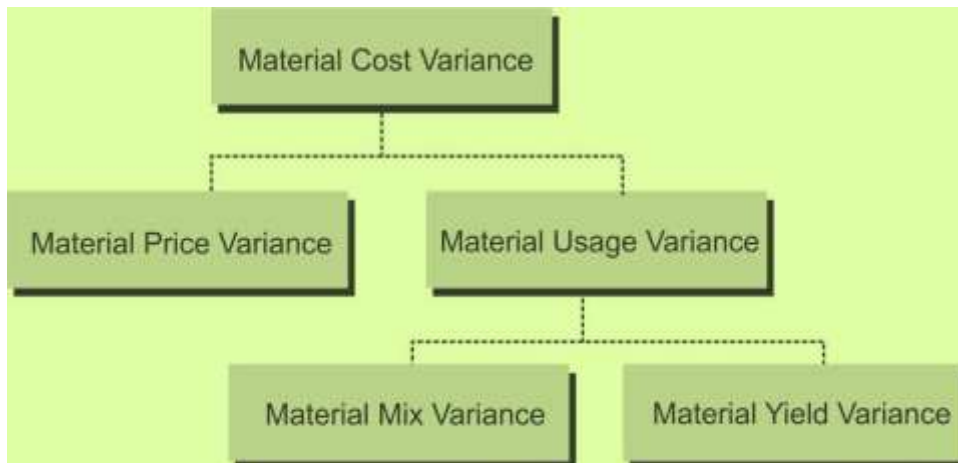 Material Cost Variance
Material Price Variance
Material Usage Variance
Material Mix Variance
Material Yield Variance